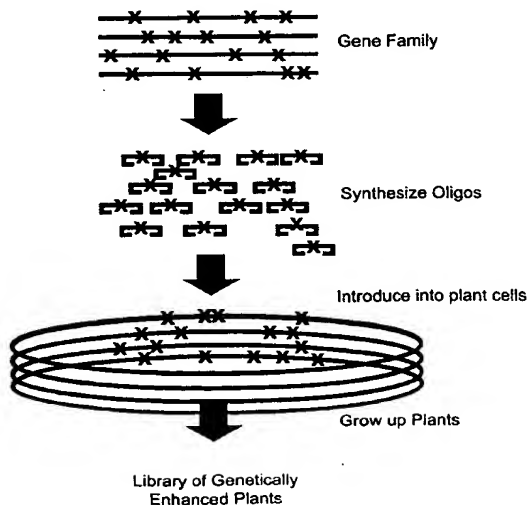 Gene Family
Synthesize Oligos
Introduce into plant cells
Grow up Plants
Library of Genetically
Enhanced Plants